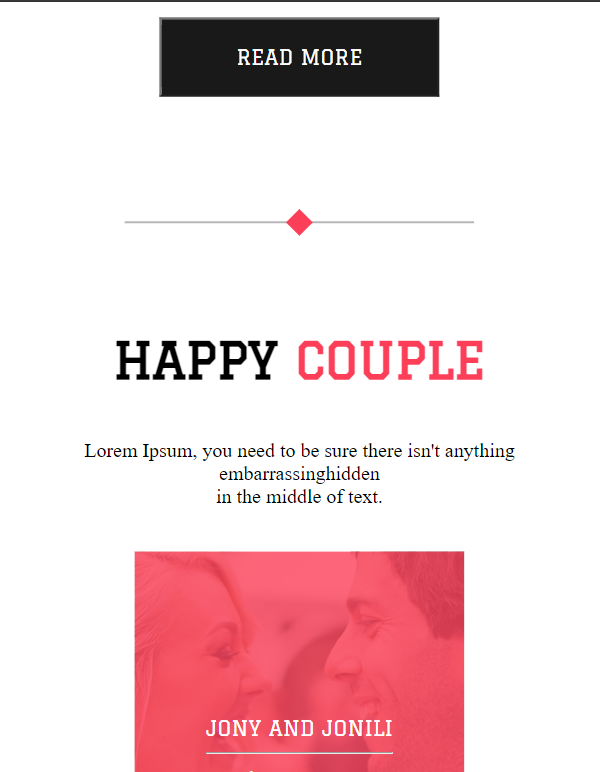 READ MORE
HAPPY COUPLE
Lorem Ipsum, you need to be sure there isn't anything
embarrassinghidden
in the middle of text.
JONY AND JONILI